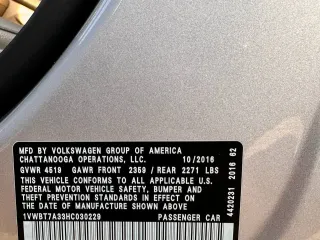 MFD BY VOLKSWAGEN GROUP OF AMERICA
CHATTANOOGA OPERATIONS, LLC. 10/2016
GVWR 4519 GAWR FRONT 2359 / REAR 2271 LBS
THIS VEHICLE CONFORMS TO ALL APPLICABLE U.S.
FEDERAL MOTOR VEHICLE SAFETY, BUMPER, AND
THEFT PREVENTION STANDARDS IN EFFECT ON
THE DATE OF MANUFACTURE SHOWN ABOVE.
1VWBT7A33HC030229 PASSENGER CAR
4420231 2016 62